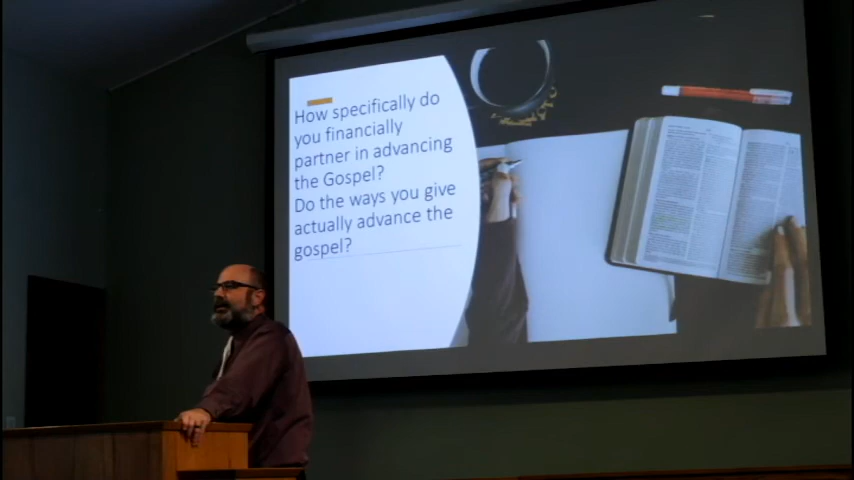 How specifically do
you financially
partner in advancing
the Gospel?
Do the ways you give
actually advance the
gospel?